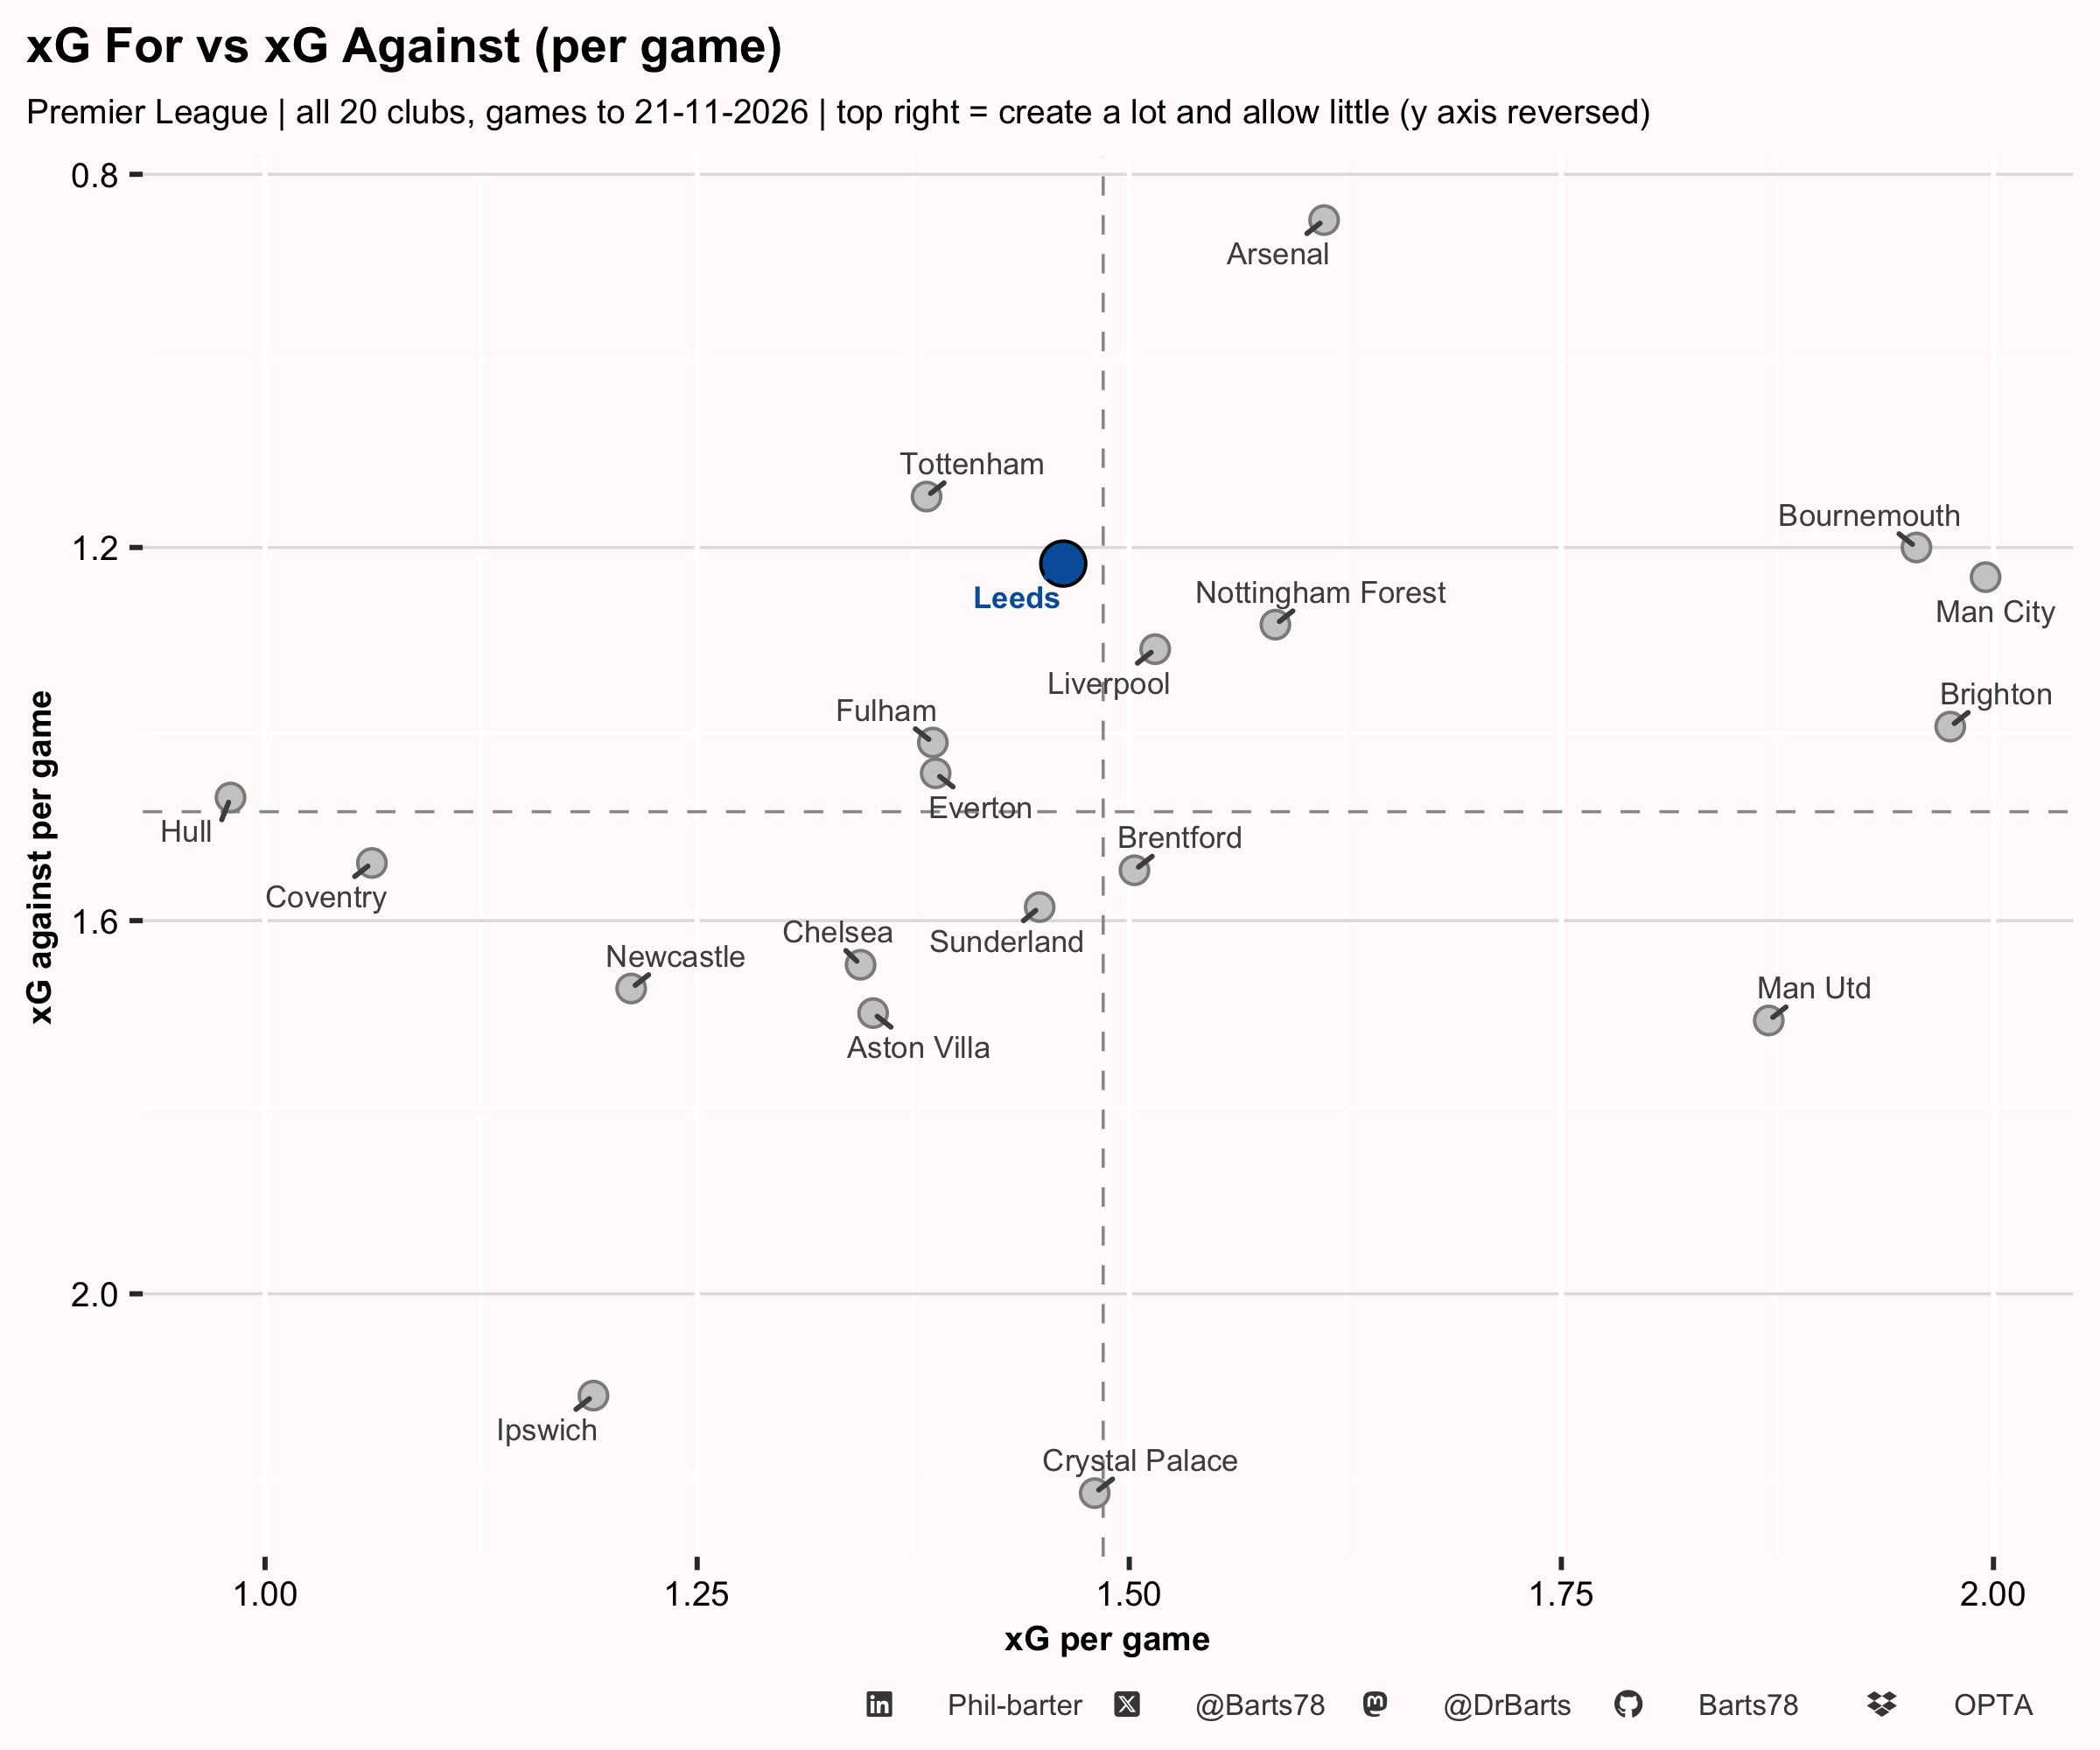 xG For vs xG Against (per game)
Premier League | all 20 clubs, games to 21-11-2026 | top right = create a lot and allow little (y axis reversed)
0.8
Arsenal
Tottenham
Bournemouth
1.2
Leeds
Nottingham Forest
Man City
Liverpool
Brighton
Fulham
Everton
Hull
Brentford
Coventry
1.6
Chelsea
Sunderland
Newcastle
Man Utd
Aston Villa
xG against per game
2.0
Ipswich
Crystal Palace
1.00 1.25 1.50 1.75 2.00
xG per game
Phil-barter @Barts78 @DrBarts Barts78 OPTA